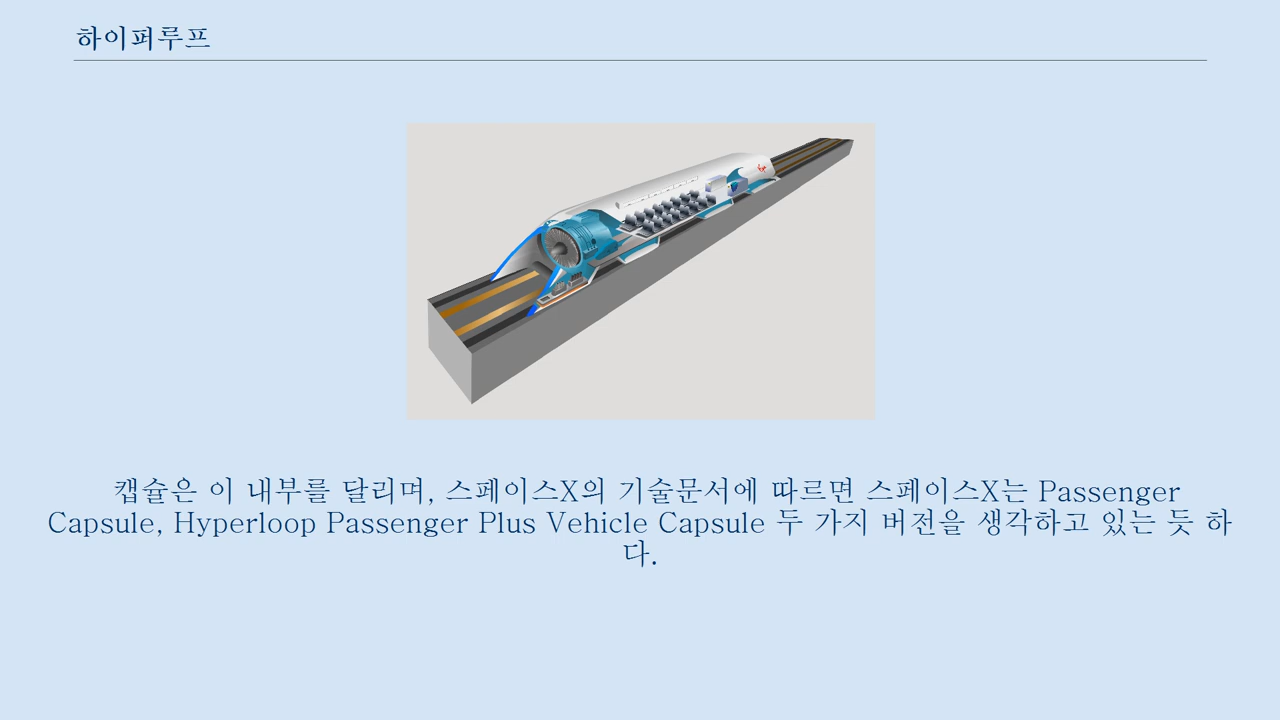 하이퍼루프
캡슐은 이 내부를 달리며, 스페이스X의 기술문서에 따르면 스페이스X는 Passenger
Capsule, Hyperloop Passenger Plus Vehicle Capsule 두 가지 버전을 생각하고 있는 듯 하
다.